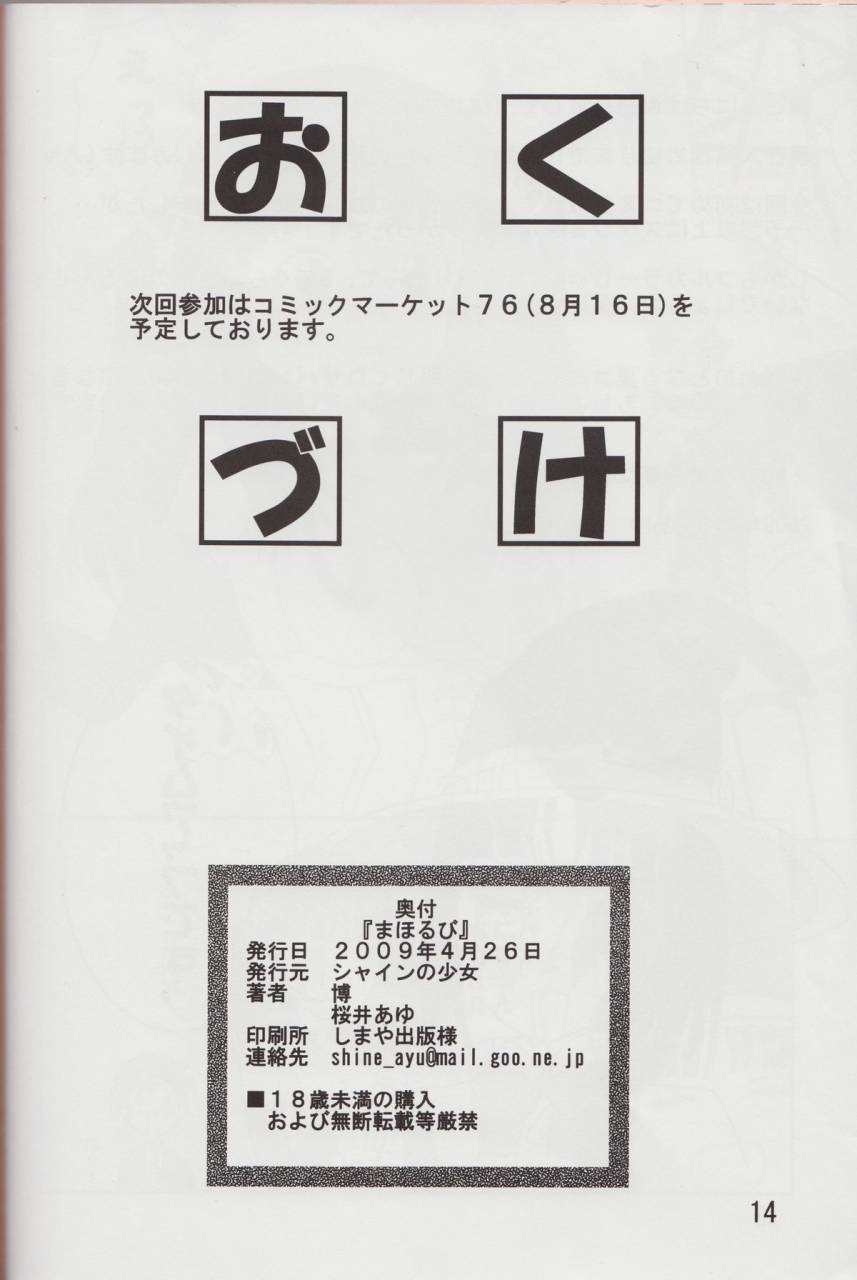 おく
次回参加はコミックマーケット７６(８月１６日)を
予定しております。
づけ
奥付
『まほるび』
発行日　２００９年４月２６日
発行元　シャインの少女
著者　　博
桜井あゆ
印刷所　しまや出版様
連絡先　shine_ayu@mail.goo.ne.jp
■１８歳未満の購入
および無断転載等厳禁
14